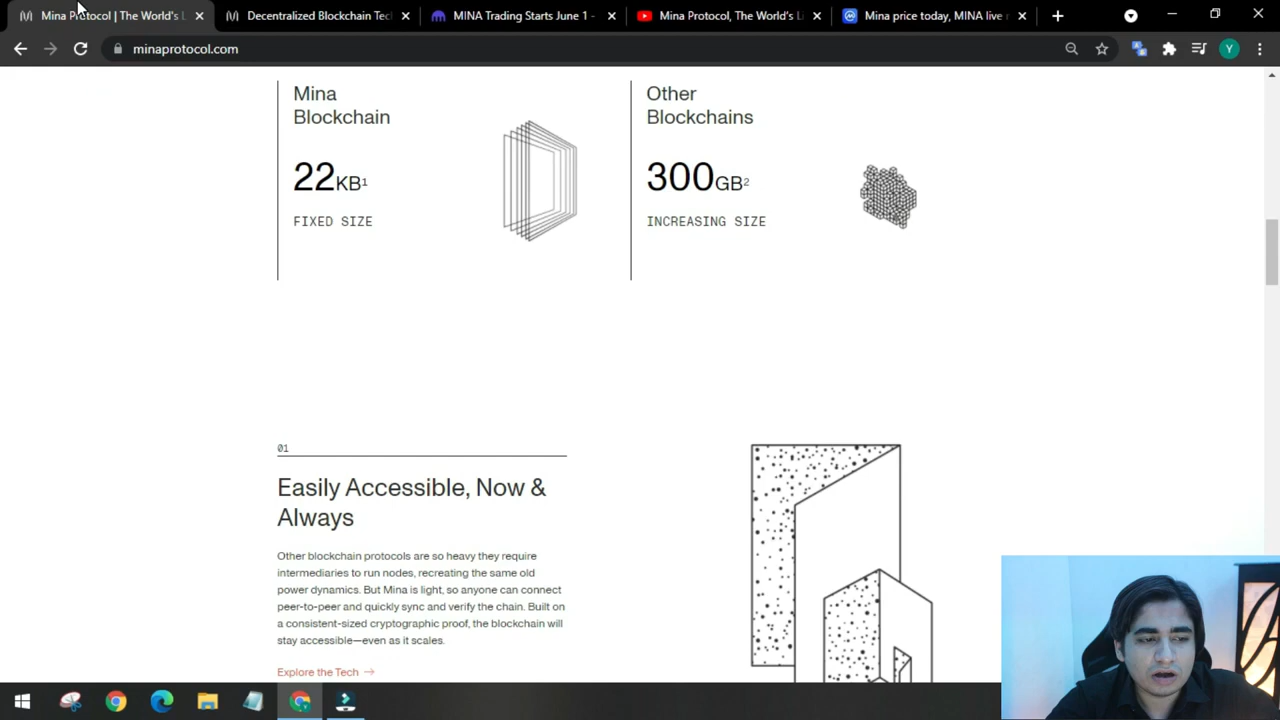 Mina Protocol | The World's L
Decentralized Blockchain Tec
MINA Trading Starts June 1 -
Mina Protocol, The World's Li
Mina price today, MINA live
minaprotocol.com
Y
Mina
Blockchain
22KB1
FIXED SIZE
Other
Blockchains
300GB2
INCREASING SIZE
01
Easily Accessible, Now &
Always
Other blockchain protocols are so heavy they require
intermediaries to run nodes, recreating the same old
power dynamics. But Mina is light, so anyone can connect
peer-to-peer and quickly sync and verify the chain. Built on
a consistent-sized cryptographic proof, the blockchain will
stay accessible—even as it scales.
Explore the Tech →